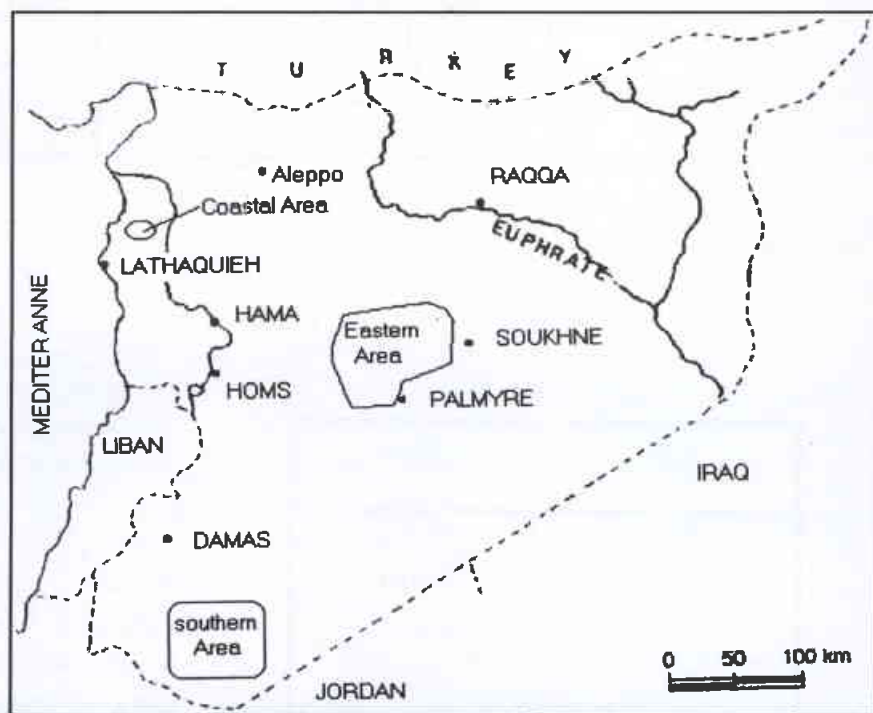 TURKEY
Aleppo
RAQQA
Coastal Area
EUPHRATE
LATHAQUIEH
MEDITERANNE
HAMA
Eastern
Area
SOUKHNE
HOMS
PALMYRE
LIBAN
IRAQ
DAMAS
southern
Area
JORDAN
0 50 100 km